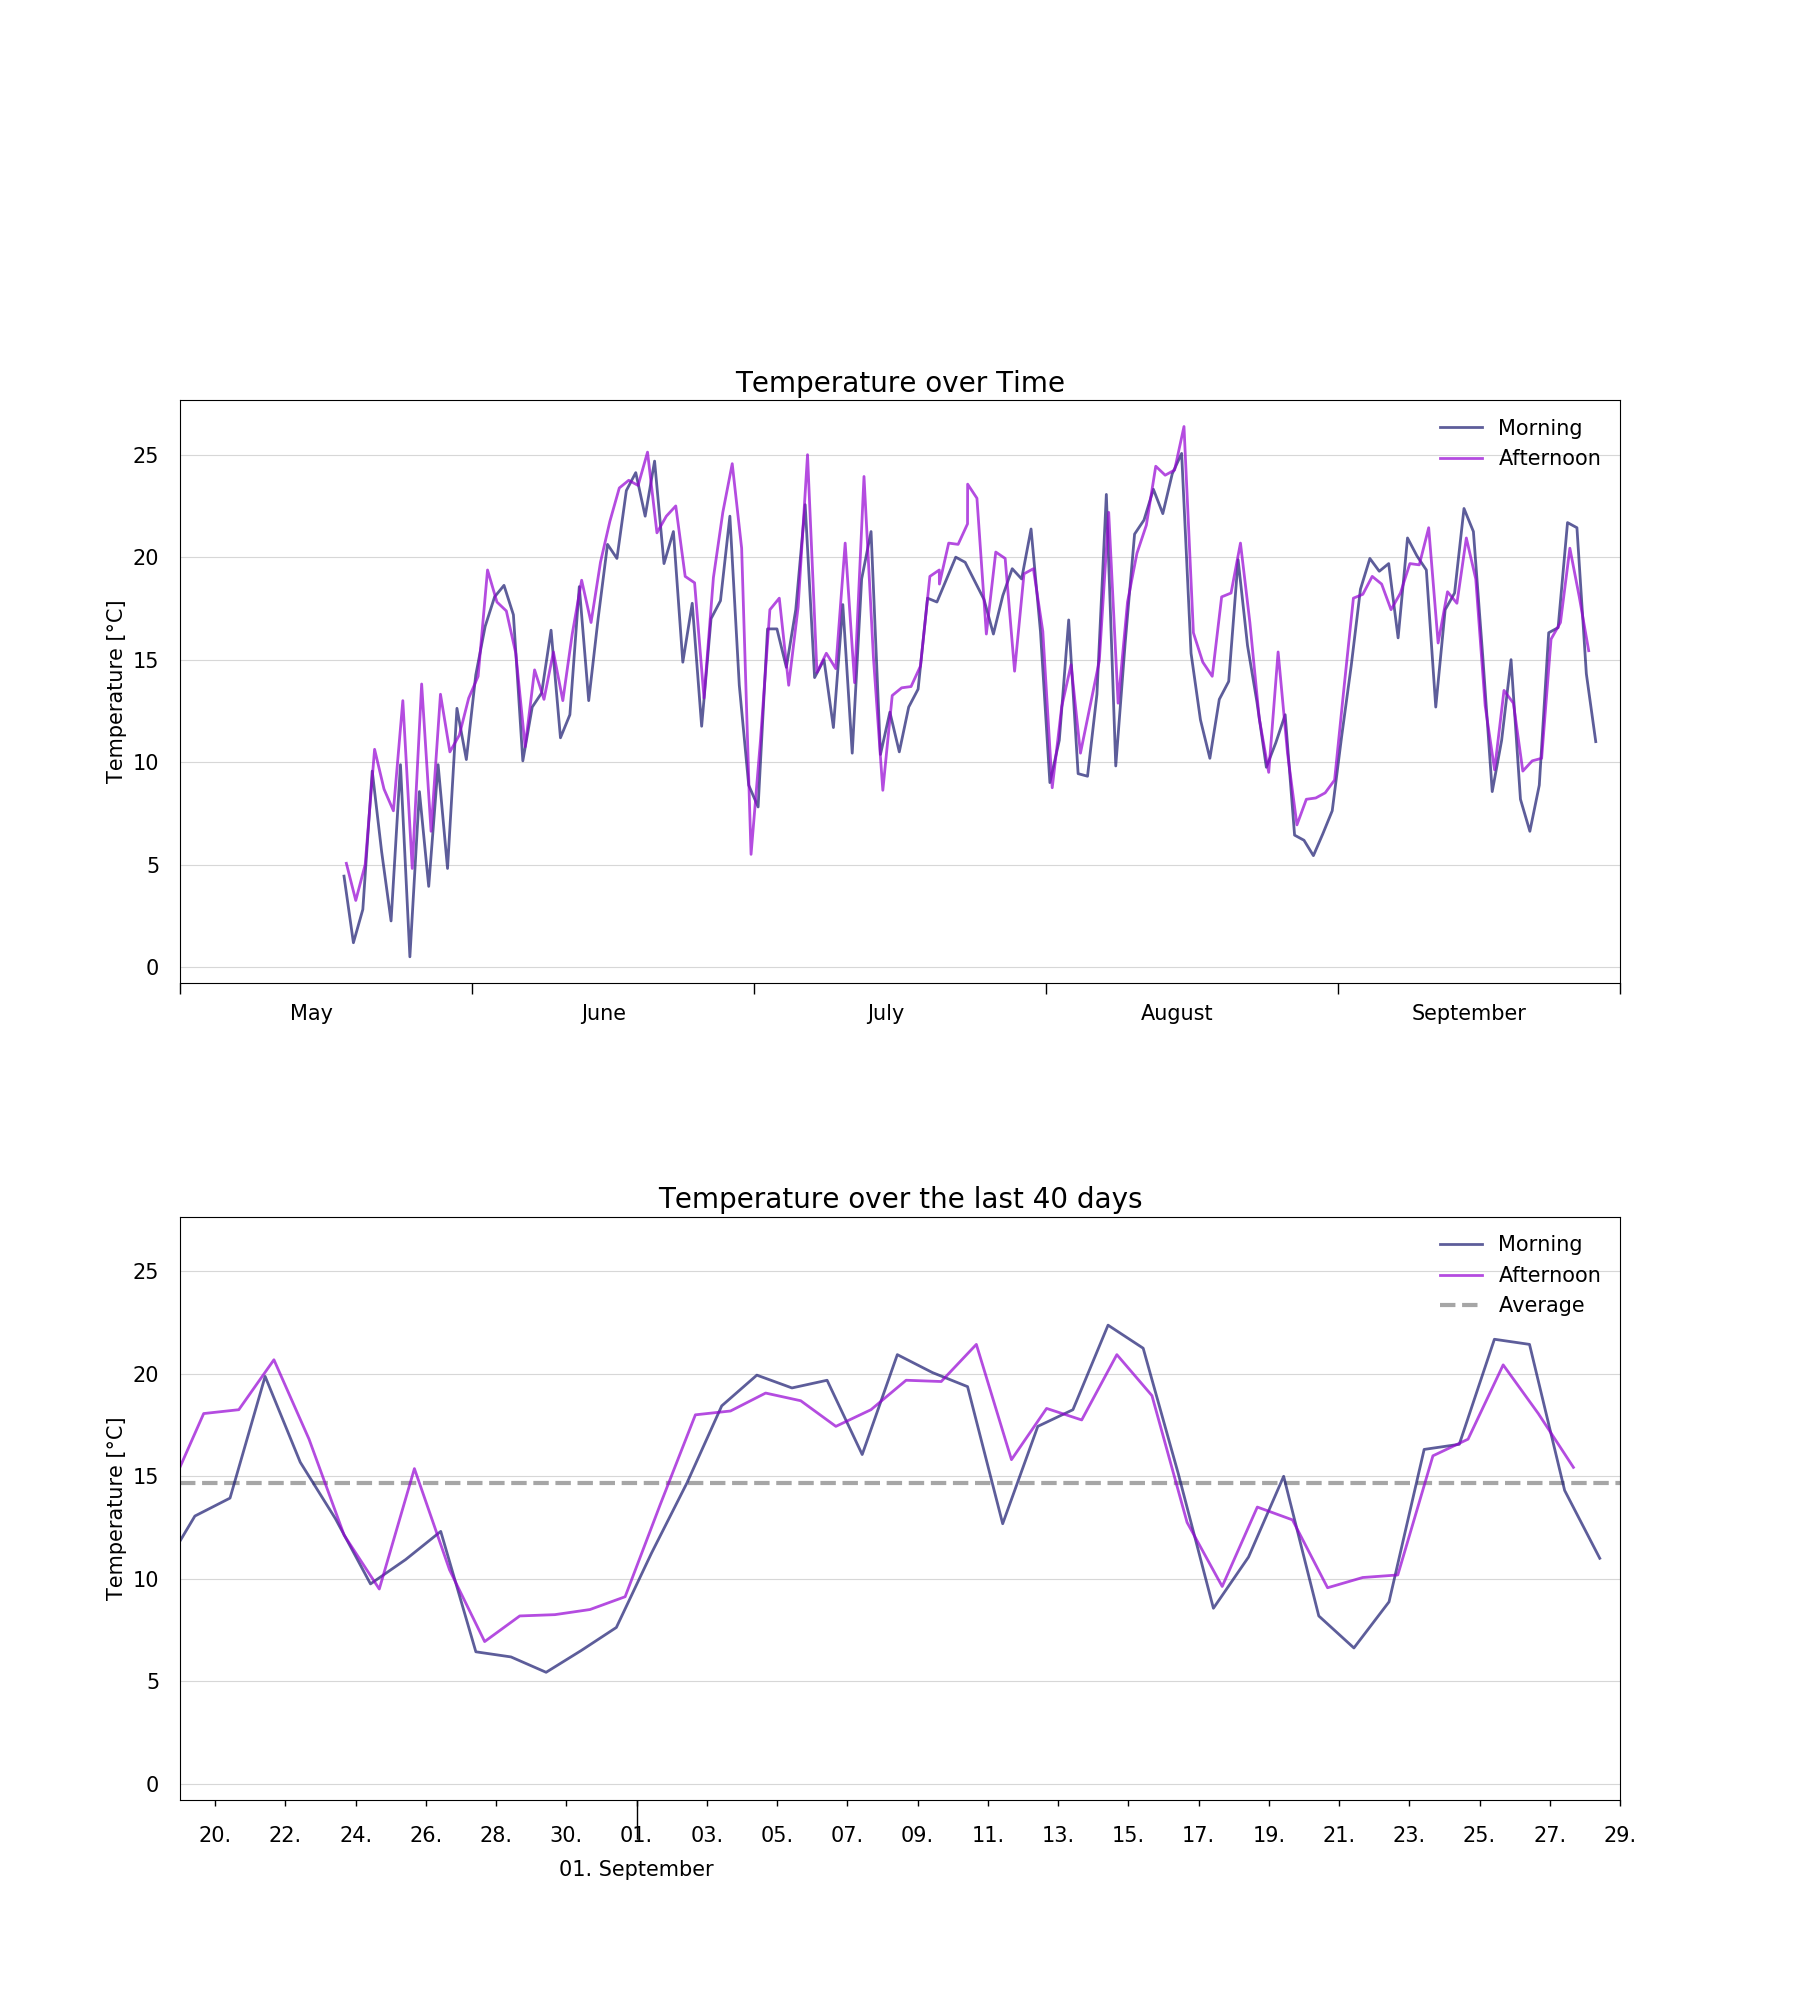 Temperature over Time
Morning
Afternoon
25
20
15
10
5
0
Temperature [°C]
May June July August September
Temperature over the last 40 days
Morning
Afternoon
Average
25
20
15
10
5
0
Temperature [°C]
20. 22. 24. 26. 28. 30. 01. 03. 05. 07. 09. 11. 13. 15. 17. 19. 21. 23. 25. 27. 29.
01. September